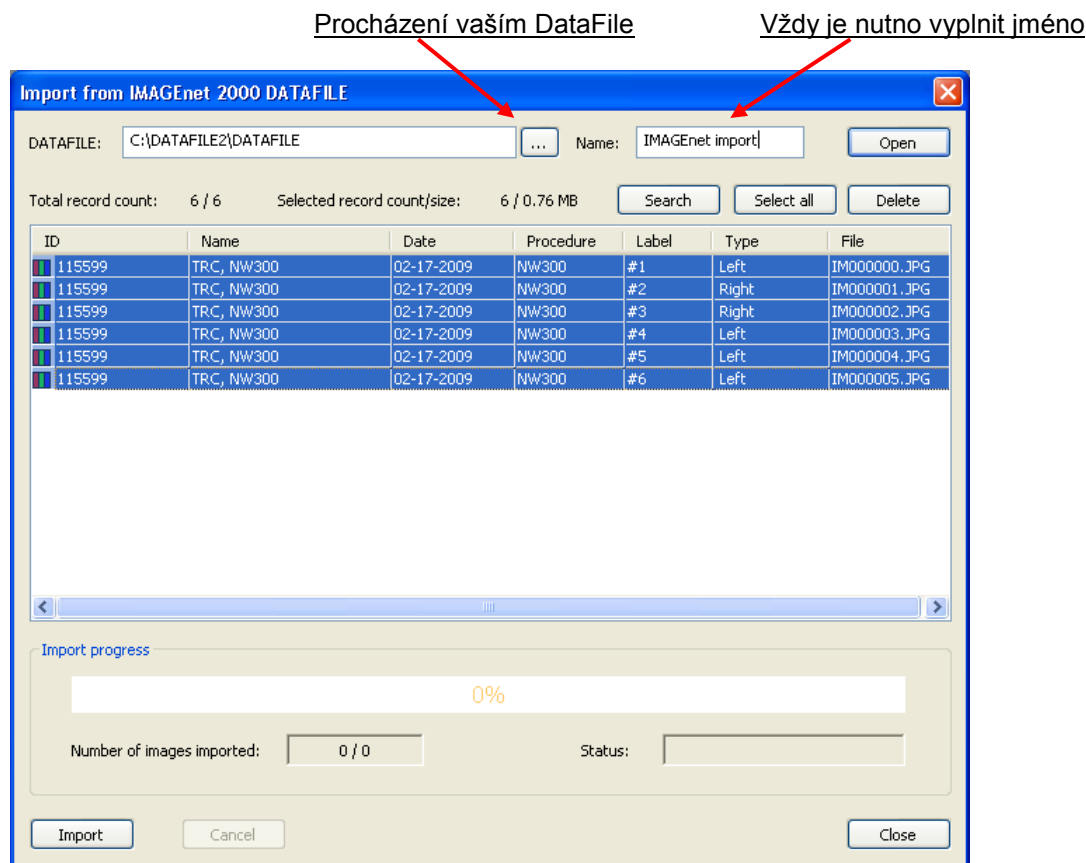 Procházení vaším DataFile Vždy je nutno vyplnit jméno
Import from IMAGEnet 2000 DATAFILE
DATAFILE: C:\DATAFILE2\DATAFILE ... Name: IMAGEnet import Open
Total record count: 6 / 6 Selected record count/size: 6 / 0.76 MB Search Select all Delete
ID Name Date Procedure Label Type File
115599 TRC, NW300 02-17-2009 NW300 #1 Left IM000000.JPG
115599 TRC, NW300 02-17-2009 NW300 #2 Right IM000001.JPG
115599 TRC, NW300 02-17-2009 NW300 #3 Right IM000002.JPG
115599 TRC, NW300 02-17-2009 NW300 #4 Left IM000003.JPG
115599 TRC, NW300 02-17-2009 NW300 #5 Left IM000004.JPG
115599 TRC, NW300 02-17-2009 NW300 #6 Left IM000005.JPG
Import progress
0%
Number of images imported: 0 / 0 Status:
Import Cancel Close